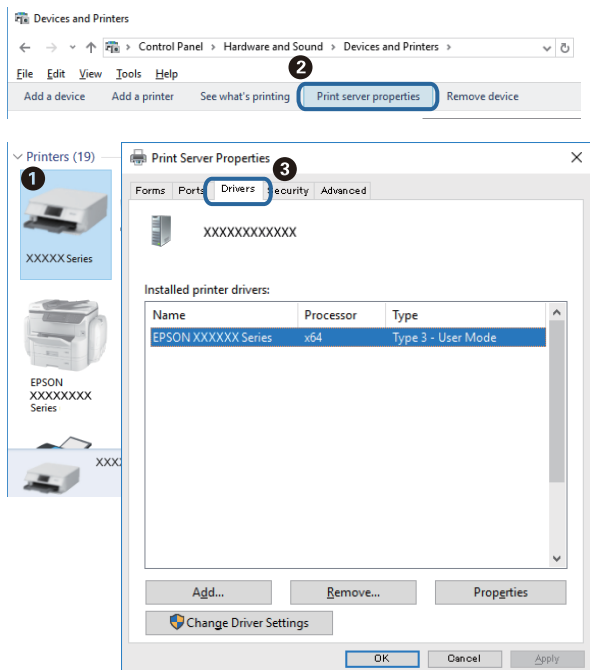 Devices and Printers
> Control Panel > Hardware and Sound > Devices and Printers >
File Edit View Tools Help
2
Add a device Add a printer See what's printing Print server properties Remove device
Printers (19)
1
XXXXX Series
EPSON
XXXXXXXX
Series
XXX
Print Server Properties
3
Forms Ports Drivers Security Advanced
XXXXXXXXXXXX
Installed printer drivers:
Name Processor Type
EPSON XXXXXX Series x64 Type 3 - User Mode
Add... Remove... Properties
Change Driver Settings
OK Cancel Apply